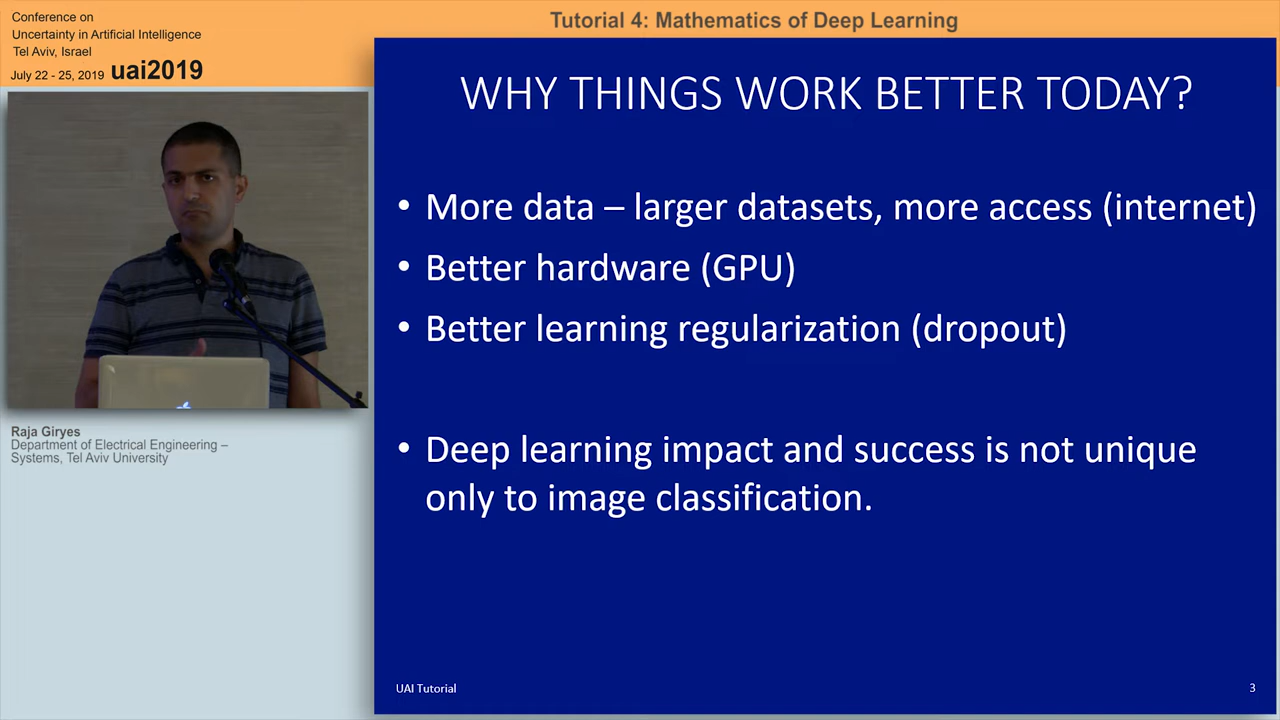 Conference on
Uncertainty in Artificial Intelligence
Tel Aviv, Israel
July 22 - 25, 2019 uai2019
Tutorial 4: Mathematics of Deep Learning
WHY THINGS WORK BETTER TODAY?
• More data – larger datasets, more access (internet)
• Better hardware (GPU)
• Better learning regularization (dropout)
• Deep learning impact and success is not unique
only to image classification.
Raja Giryes
Department of Electrical Engineering –
Systems, Tel Aviv University
UAI Tutorial
3